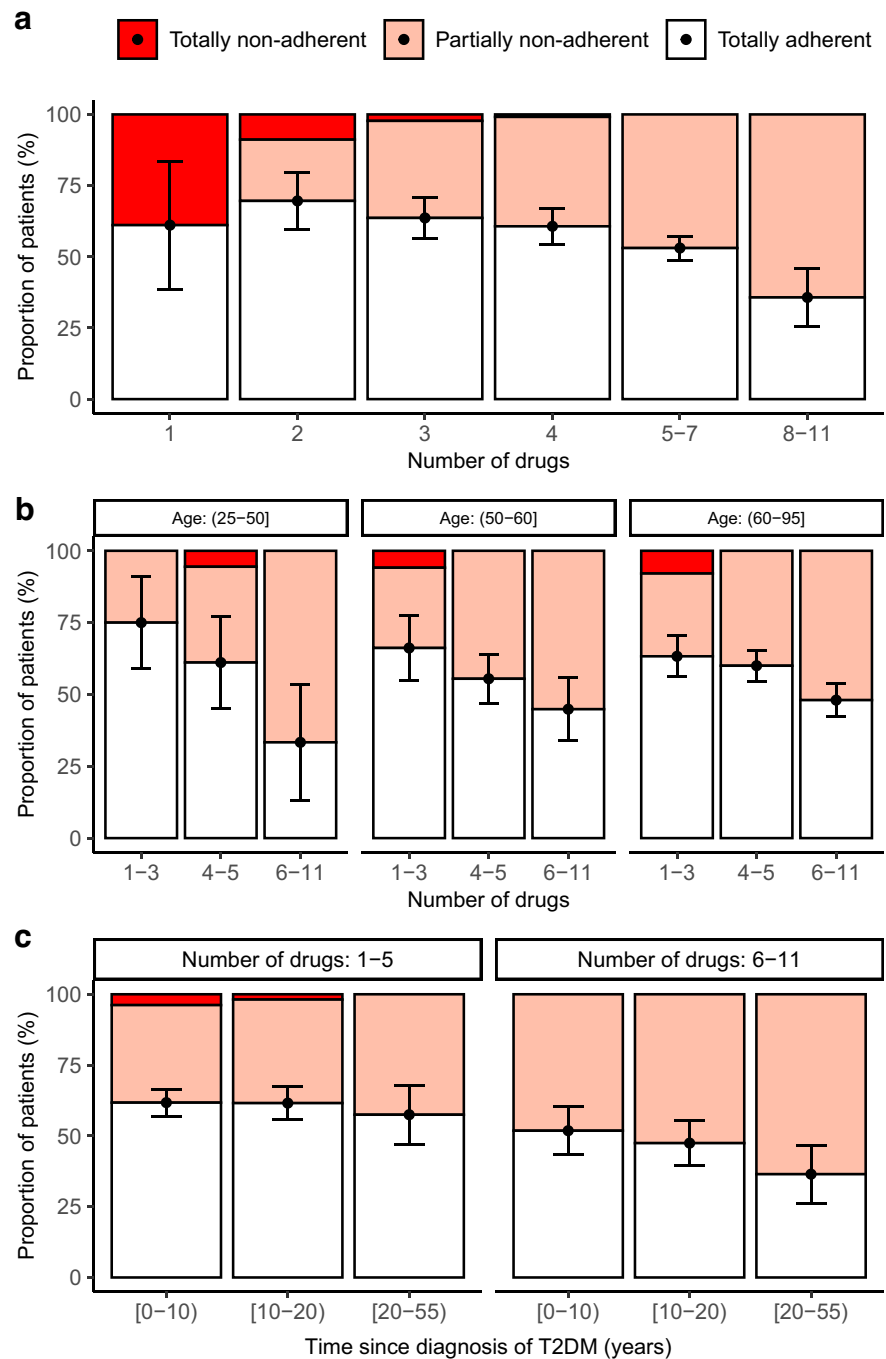 a
Totally non-adherent Partially non-adherent Totally adherent
Proportion of patients (%)
100
75
50
25
0
1 2 3 4 5−7 8−11
Number of drugs
b
Age: (25−50] Age: (50−60] Age: (60−95]
Proportion of patients (%)
100
75
50
25
0
1−3 4−5 6−11 1−3 4−5 6−11 1−3 4−5 6−11
Number of drugs
c
Number of drugs: 1−5 Number of drugs: 6−11
Proportion of patients (%)
100
75
50
25
0
[0−10) [10−20) [20−55) [0−10) [10−20) [20−55)
Time since diagnosis of T2DM (years)